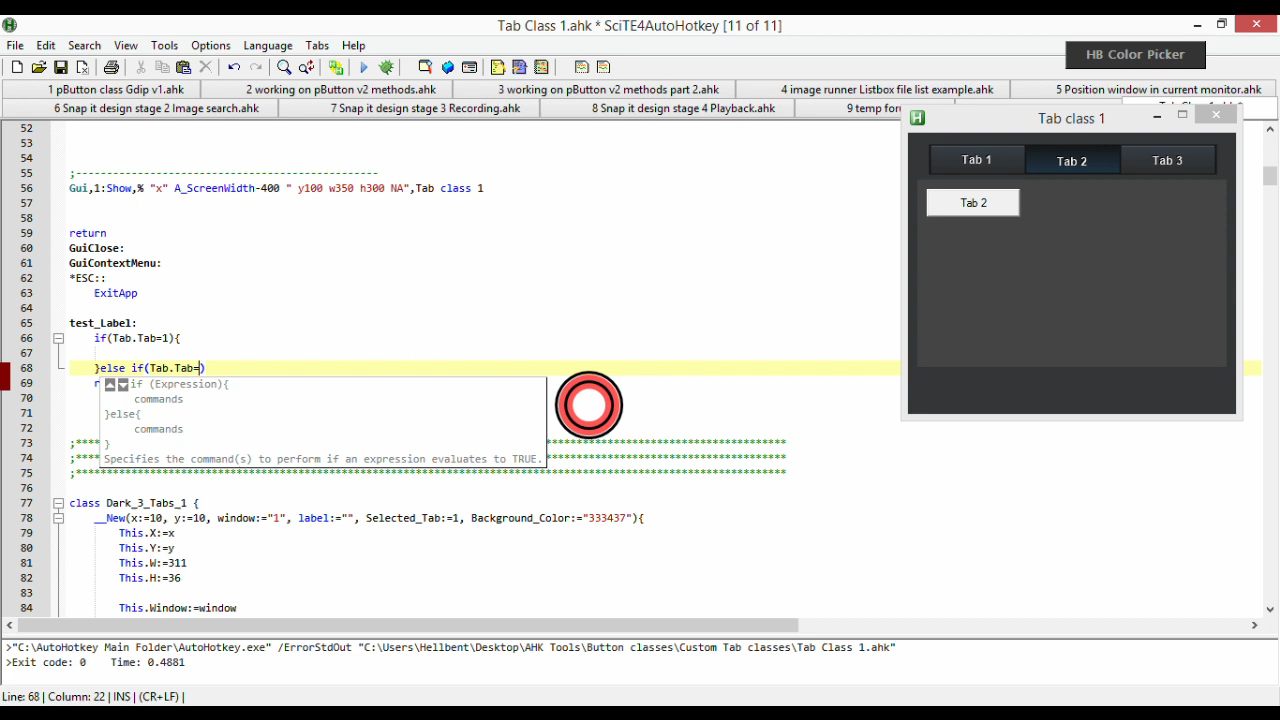 Tab Class 1.ahk * SciTE4AutoHotkey [11 of 11]
File Edit Search View Tools Options Language Tabs Help
HB Color Picker
1 pButton class Gdip v1.ahk 2 working on pButton v2 methods.ahk 3 working on pButton v2 methods part 2.ahk 4 image runner Listbox file list example.ahk 5 Position window in current monitor.ahk
6 Snap it design stage 2 Image search.ahk 7 Snap it design stage 3 Recording.ahk 8 Snap it design stage 4 Playback.ahk 9 temp
52
53
54
55 ;---------------------------------------------------
56 Gui,1:Show,% "x" A_ScreenWidth-400 " y100 w350 h300 NA",Tab class 1
57
58
59 return
60 GuiClose:
61 GuiContextMenu:
62 *ESC::
63 ExitApp
64
65 test_Label:
66 if(Tab.Tab=1){
67
68 }else if(Tab.Tab=)
69 r
70
71
72
if (Expression){
commands
}else{
commands
}
Specifies the command(s) to perform if an expression evaluates to TRUE.
73 ;****
74 ;****
75 ;************************************************************************************************************************
76
77 class Dark_3_Tabs_1 {
78 __New(x:=10, y:=10, window:="1", label:="", Selected_Tab:=1, Background_Color:="333437"){
79 This.X:=x
80 This.Y:=y
81 This.W:=311
82 This.H:=36
83
84 This.Window:=window
Tab class 1
Tab 1 Tab 2 Tab 3
Tab 2
>"C:\AutoHotkey Main Folder\AutoHotkey.exe" /ErrorStdOut "C:\Users\Hellbent\Desktop\AHK Tools\Button classes\Custom Tab classes\Tab Class 1.ahk"
>Exit code: 0 Time: 0.4881
Line: 68 | Column: 22 | INS | (CR+LF) |